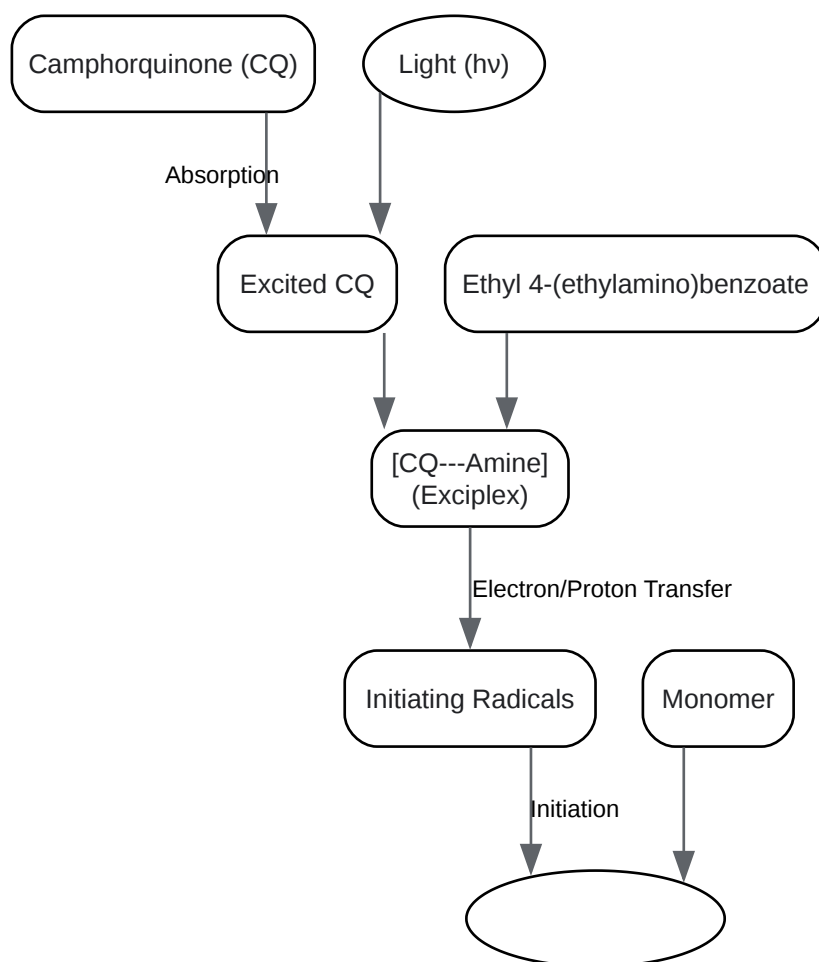 Camphorquinone (CQ)
Light (hν)
Absorption
Excited CQ
Ethyl 4-(ethylamino)benzoate
[CQ---Amine]
(Exciplex)
Electron/Proton Transfer
Initiating Radicals
Monomer
Initiation